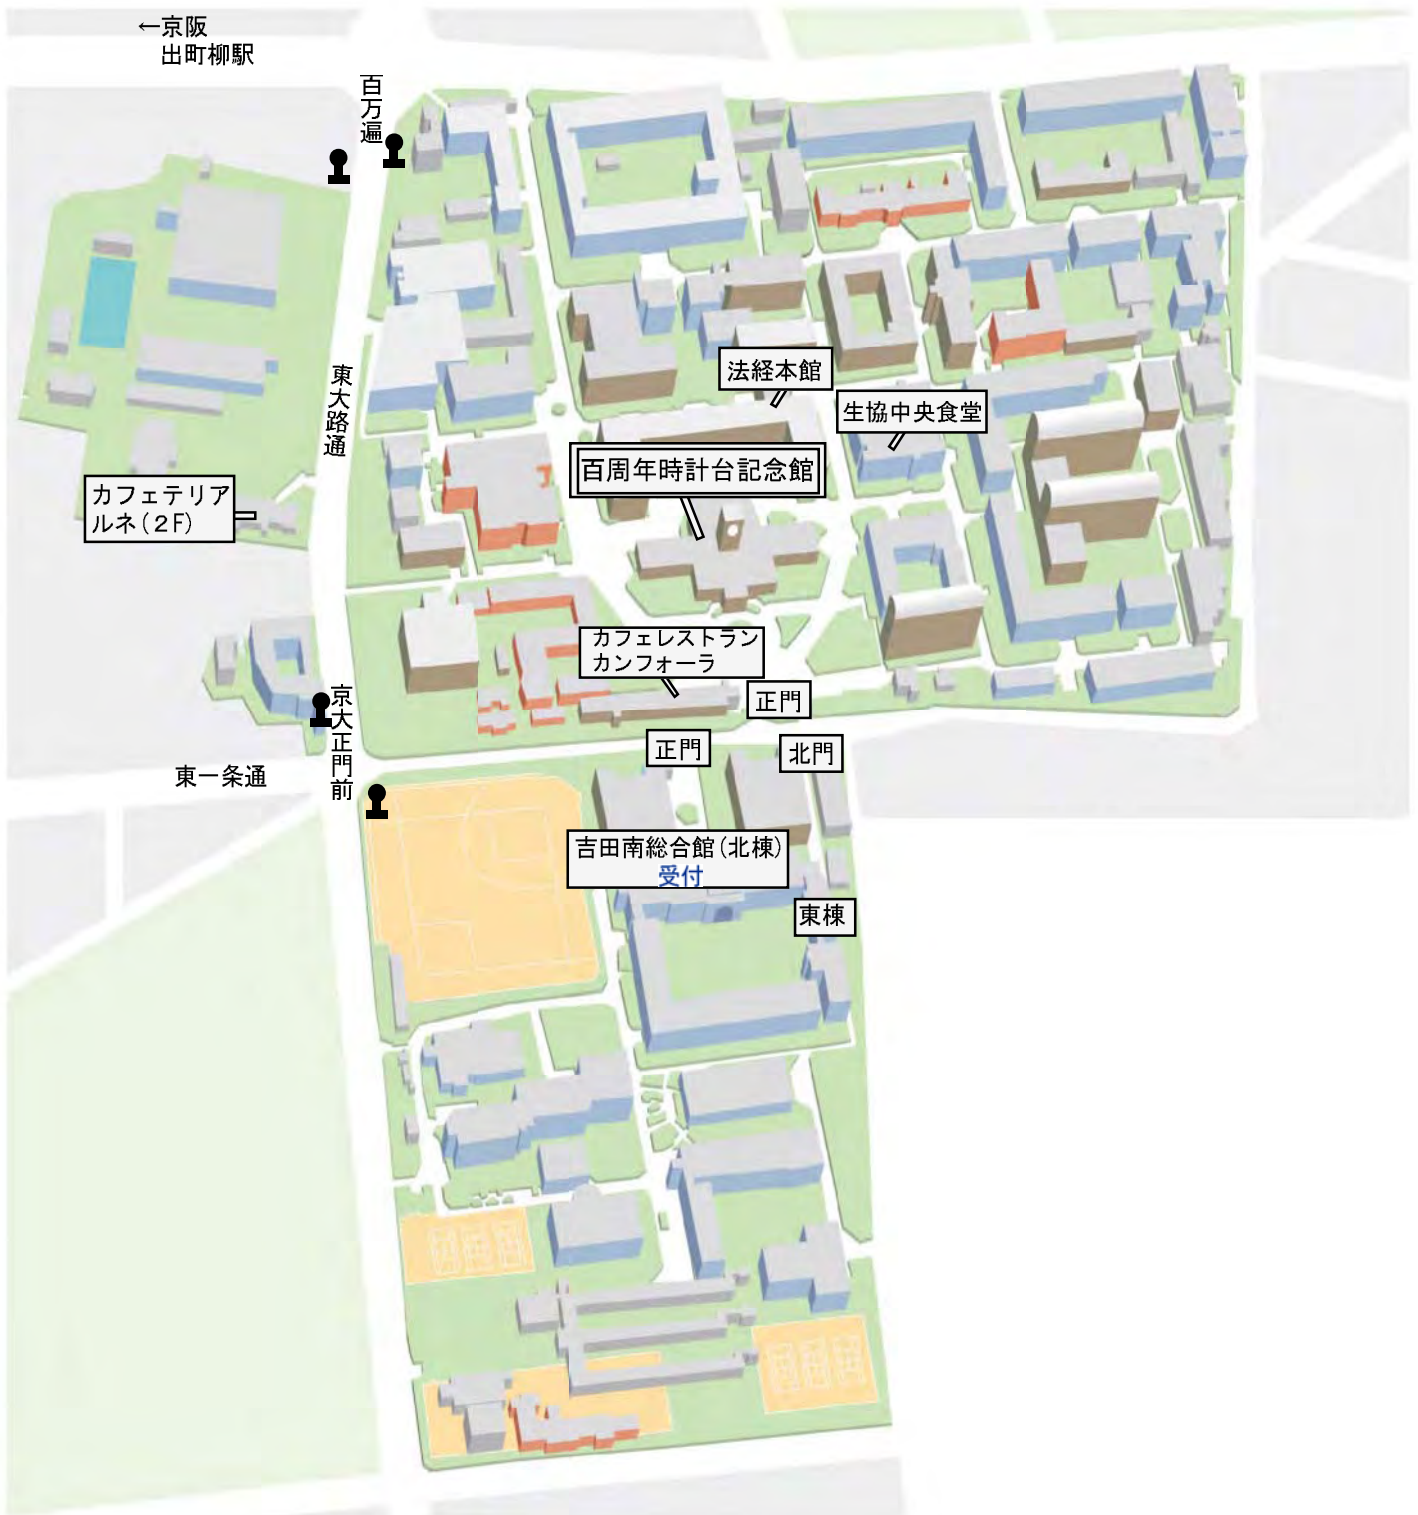 ←京阪
出町柳駅
百万遍
東大路通
法経本館
生協中央食堂
百周年時計台記念館
カフェテリア
ルネ(2F)
カフェレストラン
カンフォーラ
正門
京大正門前
正門
北門
東一条通
吉田南総合館(北棟)
受付
東棟